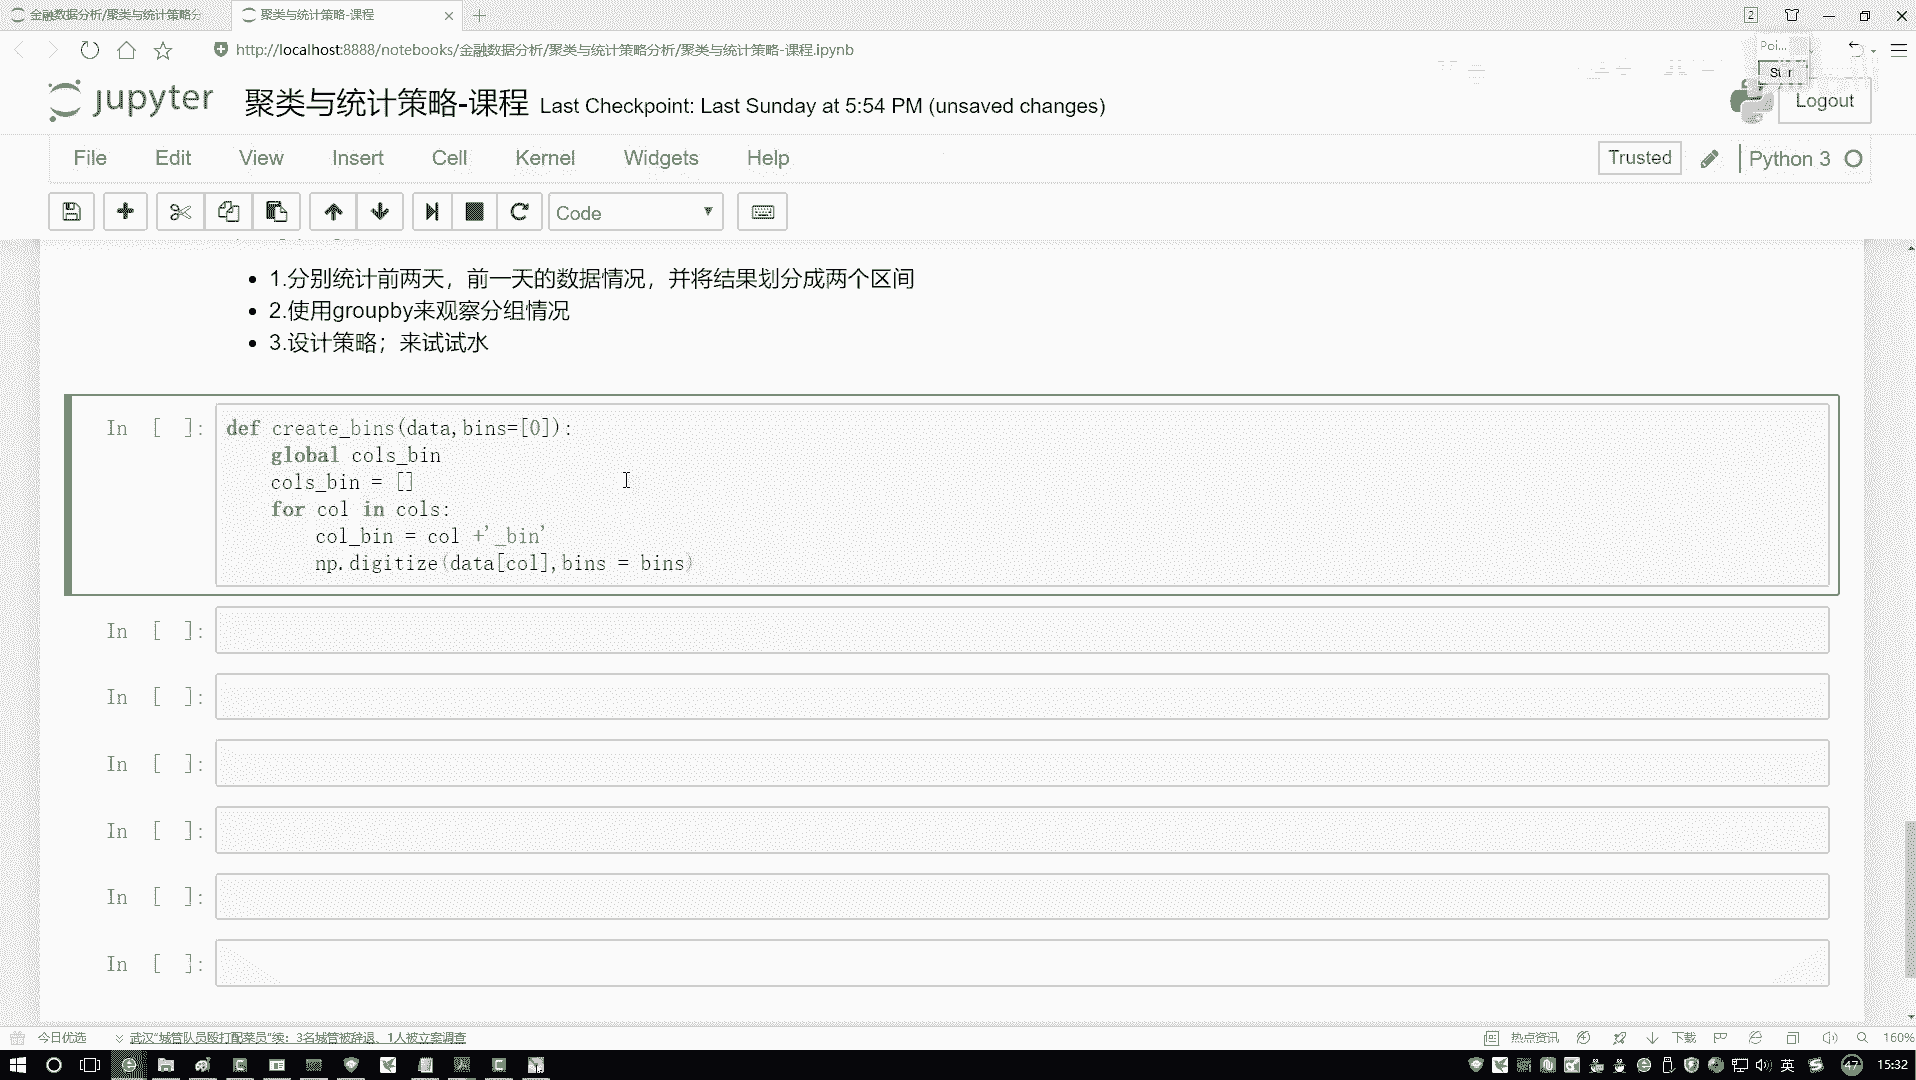 金融数据分析/聚类与统计策略分
聚类与统计策略-课程
2
http://localhost:8888/notebooks/金融数据分析/聚类与统计策略分析/聚类与统计策略-课程.ipynb
Poi...
jupyter 聚类与统计策略-课程 Last Checkpoint: Last Sunday at 5:54 PM (unsaved changes)
Logout
File Edit View Insert Cell Kernel Widgets Help
Trusted Python 3
Code
1.分别统计前两天，前一天的数据情况，并将结果划分成两个区间
2.使用groupby来观察分组情况
3.设计策略；来试试水
In [ ]: def create_bins(data,bins=[0]):
global cols_bin
cols_bin = []
for col in cols:
col_bin = col +'_bin'
np.digitize(data[col],bins = bins)
In [ ]:
In [ ]:
In [ ]:
In [ ]:
In [ ]:
In [ ]:
今日优选 武汉“城管队员殴打配菜员”续：3名城管被辞退、1人被立案调查 热点资讯 下载 160%
英 47 15:32